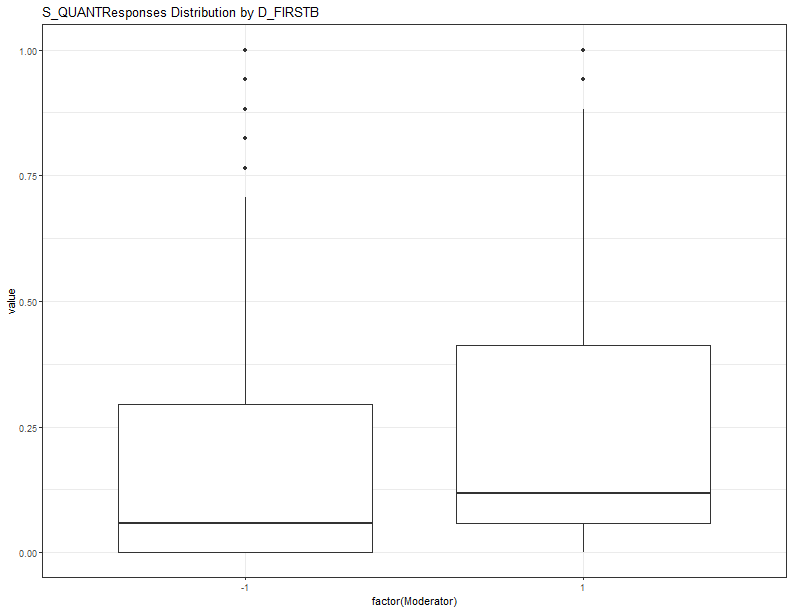 S_QUANTResponses Distribution by D_FIRSTB
1.00
0.75
0.50
0.25
0.00
value
-1
1
factor(Moderator)